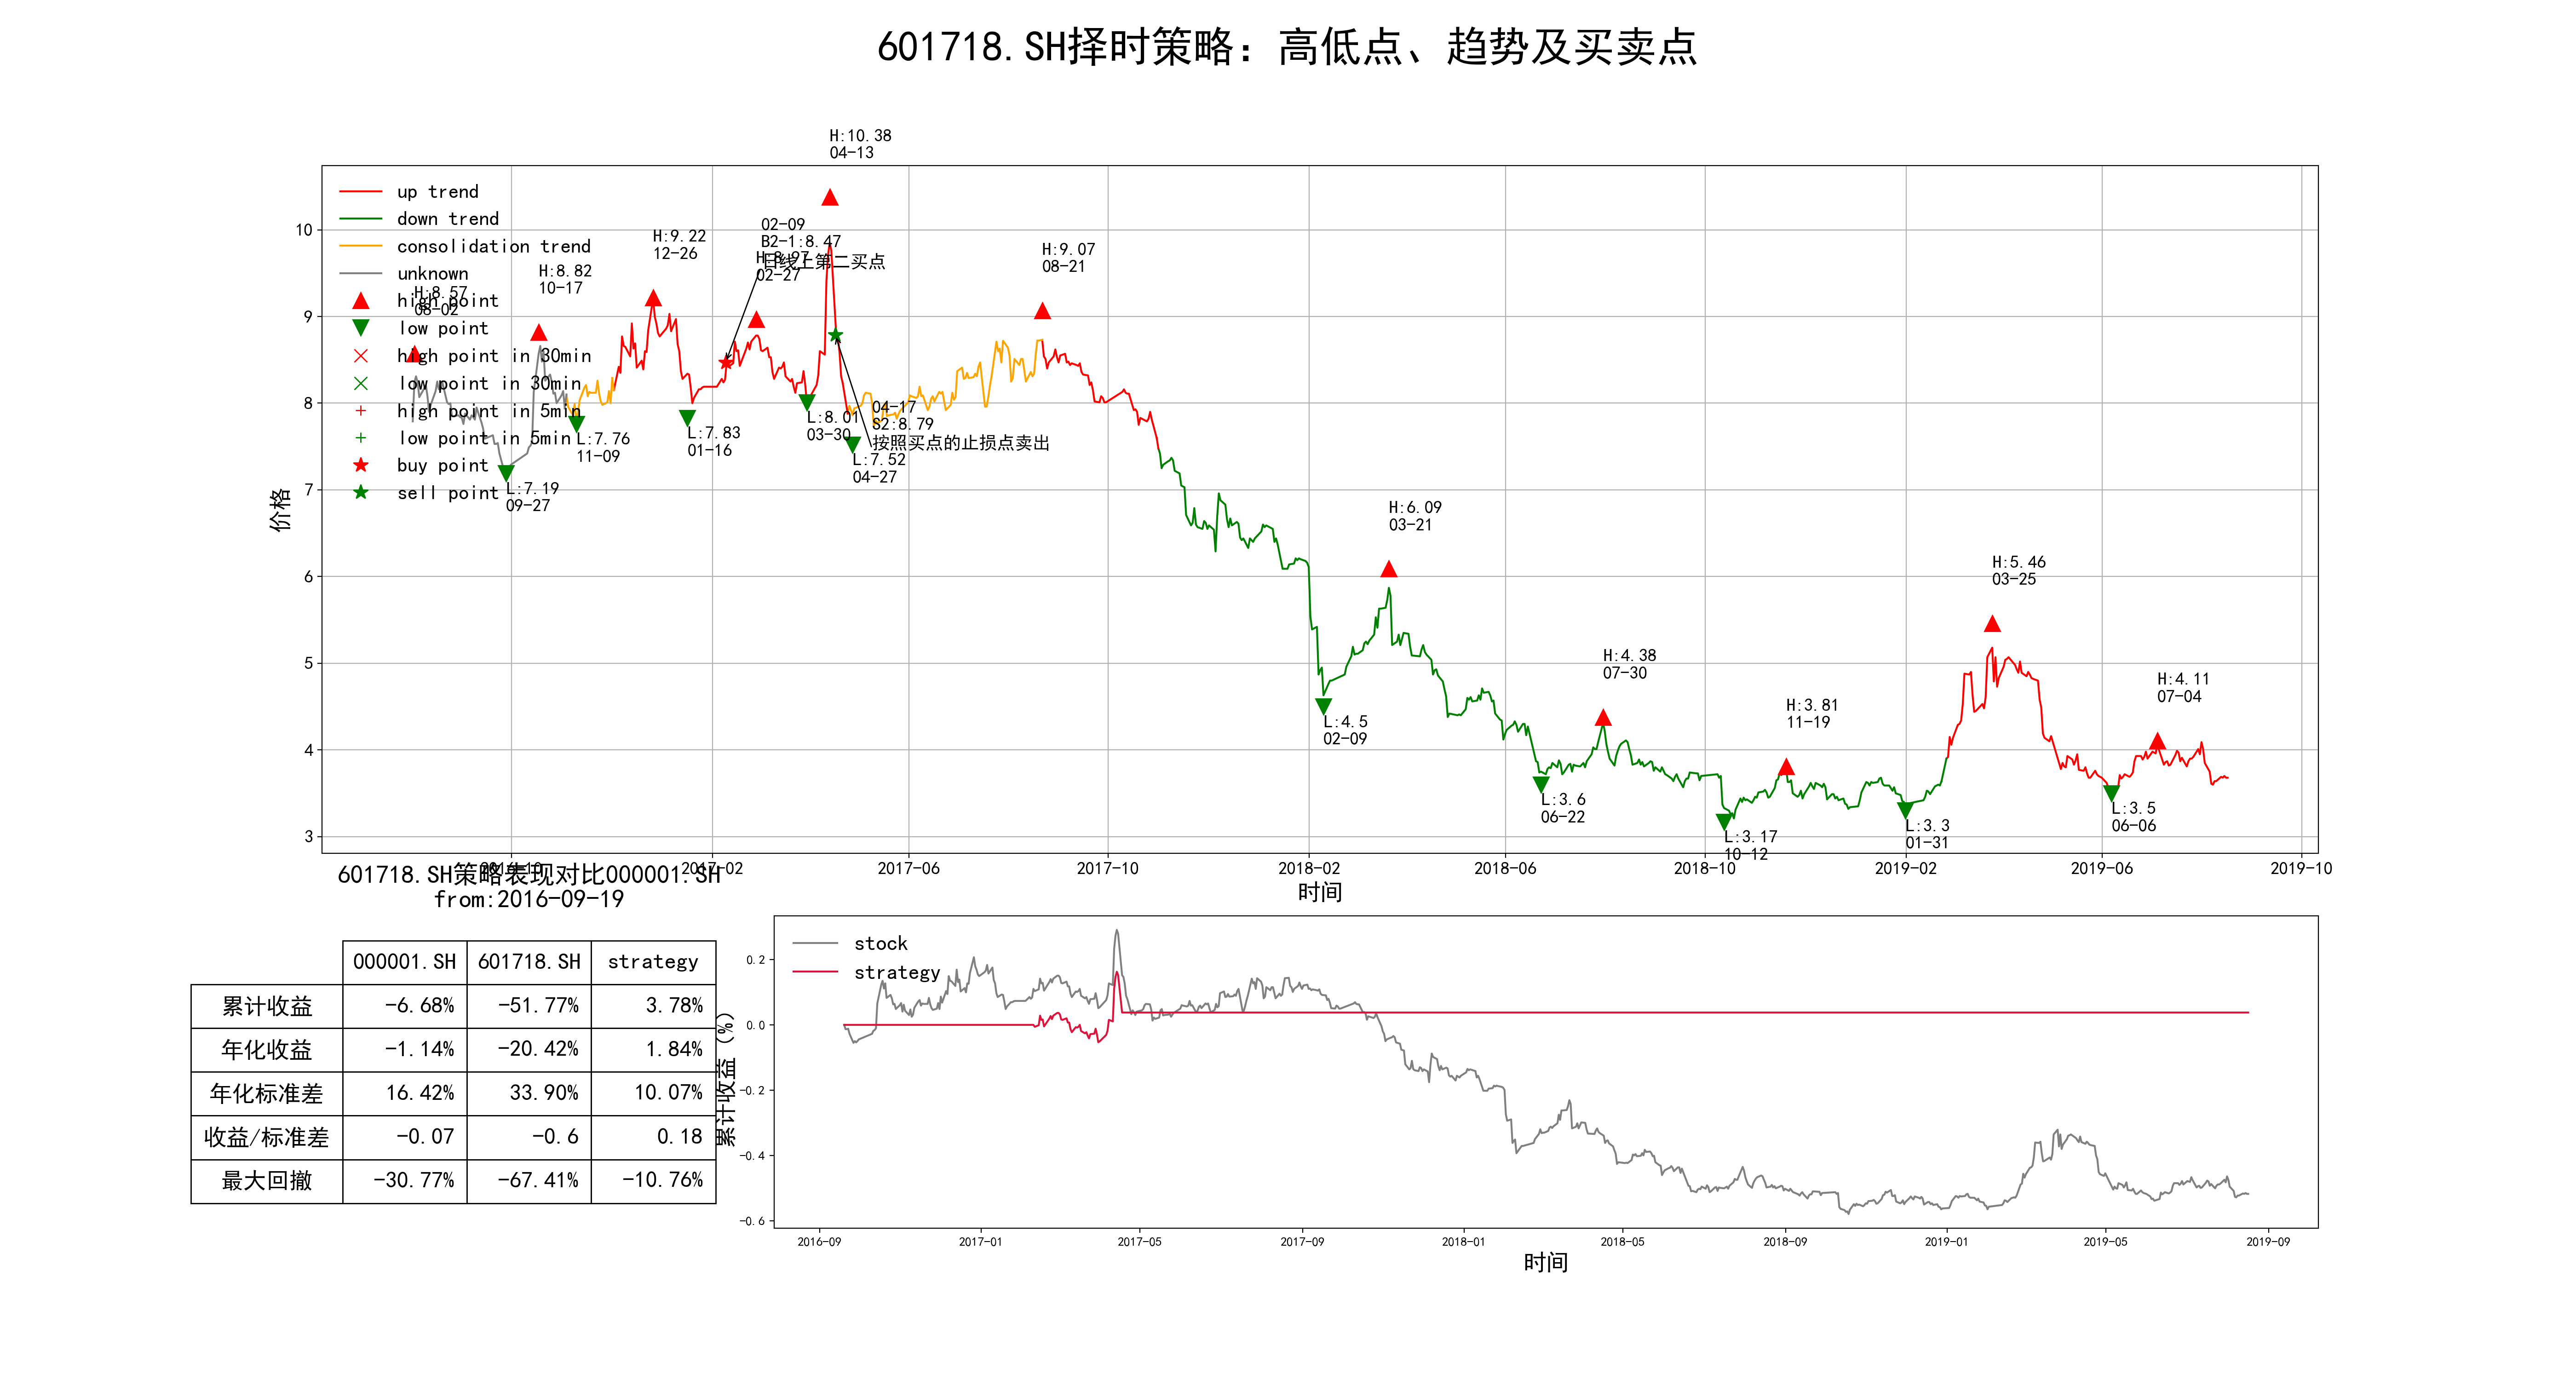 601718.SH择时策略: 高低点、趋势及买卖点
H:10.38
04-13
up trend
down trend
consolidation trend
unknown
high point
low point
high point in 30min
low point in 30min
high point in 5min
low point in 5min
buy point
sell point
H:8.57
08-02
L:7.19
09-27
H:8.82
10-17
L:7.76
11-09
H:9.22
12-26
L:7.83
01-16
02-09
B2-1:8.47
日线上第二买点
H:8.97
02-27
L:8.01
03-30
04-17
S2:8.79
按照买点的止损点卖出
L:7.52
04-27
H:9.07
08-21
L:4.5
02-09
H:6.09
03-21
L:3.6
06-22
H:4.38
07-30
L:3.17
10-12
H:3.81
11-19
L:3.3
01-31
H:5.46
03-25
L:3.5
06-06
H:4.11
07-04
价格
10
9
8
7
6
5
4
3
2016-10
2017-02
2017-06
2017-10
2018-02
2018-06
2018-10
2019-02
2019-06
2019-10
时间
601718.SH策略表现对比000001.SH
from:2016-09-19
000001.SH 601718.SH strategy
累计收益 -6.68% -51.77% 3.78%
年化收益 -1.14% -20.42% 1.84%
年化标准差 16.42% 33.90% 10.07%
收益/标准差 -0.07 -0.6 0.18
最大回撤 -30.77% -67.41% -10.76%
stock
strategy
累计收益 (%)
0.2
0.0
-0.2
-0.4
-0.6
2016-09
2017-01
2017-05
2017-09
2018-01
2018-05
2018-09
2019-01
2019-05
2019-09
时间